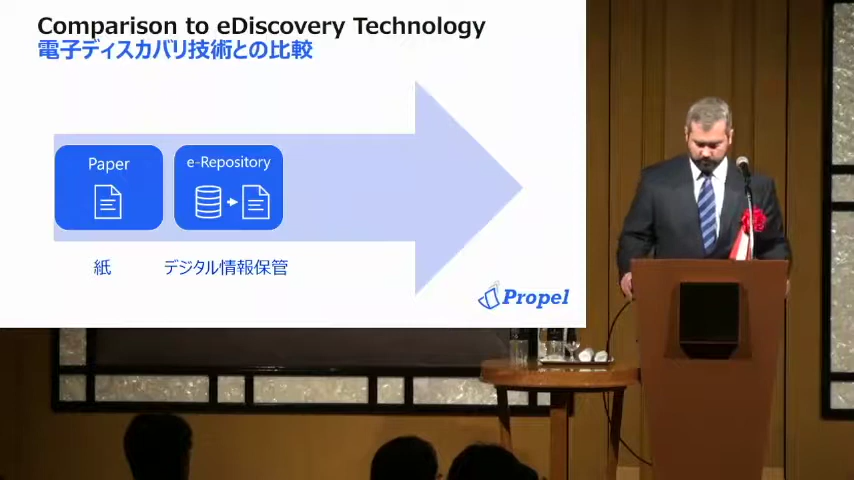 Comparison to eDiscovery Technology
電子ディスカバリ技術との比較
Paper
e-Repository
紙
デジタル情報保管
Propel